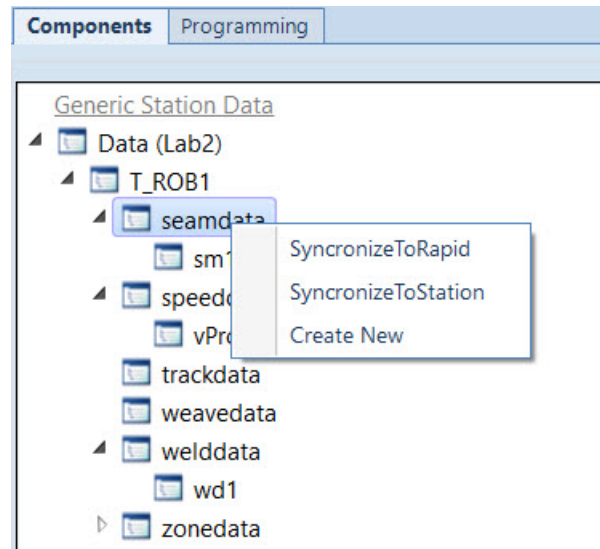 Components Programming
Generic Station Data
Data (Lab2)
T_ROB1
seamdata
SyncronizeToRapid
SyncronizeToStation
Create New
trackdata
weavedata
welddata
wd1
zonedata